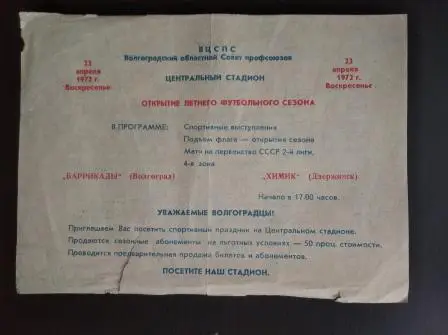 ВЦСПС
Волгоградский областной Совет профсоюзов
23
апреля
1972 г.
Воскресенье
ЦЕНТРАЛЬНЫЙ СТАДИОН
23
апреля
1972 г.
Воскресенье
ОТКРЫТИЕ ЛЕТНЕГО ФУТБОЛЬНОГО СЕЗОНА
В ПРОГРАММЕ: Спортивные выступления
Подъем флага — открытие сезона
Матч на первенство СССР 2-й лиги,
4-я зона
„БАРРИКАДЫ" (Волгоград) „ХИМИК" (Дзержинск)
Начало в 17.00 часов.
УВАЖАЕМЫЕ ВОЛГОГРАДЦЫ!
Приглашаем Вас посетить спортивный праздник на Центральном стадионе.
Продаются сезонные абонементы на льготных условиях — 50 проц. стоимости.
Проводится предварительная продажа билетов и абонементов.
ПОСЕТИТЕ НАШ СТАДИОН.